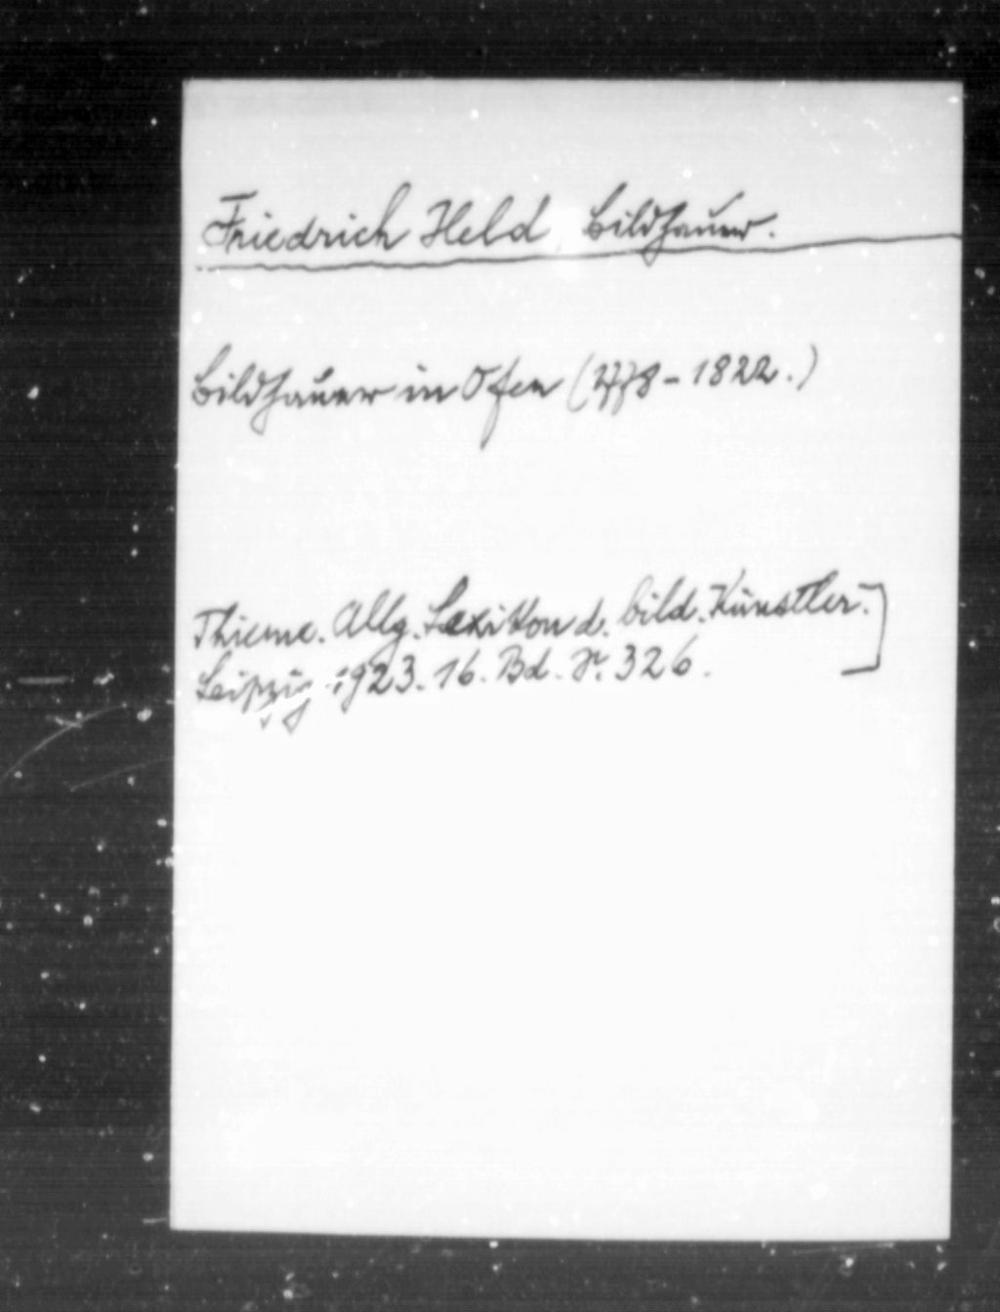 Friedrich Held, Bildhauer.
Bildhauer in Ofen (1778 - 1822.)
Thieme. Allg. Lexikon d. bild. Künstler.]
Leipzig. 1923. 16. Bd. S. 326.